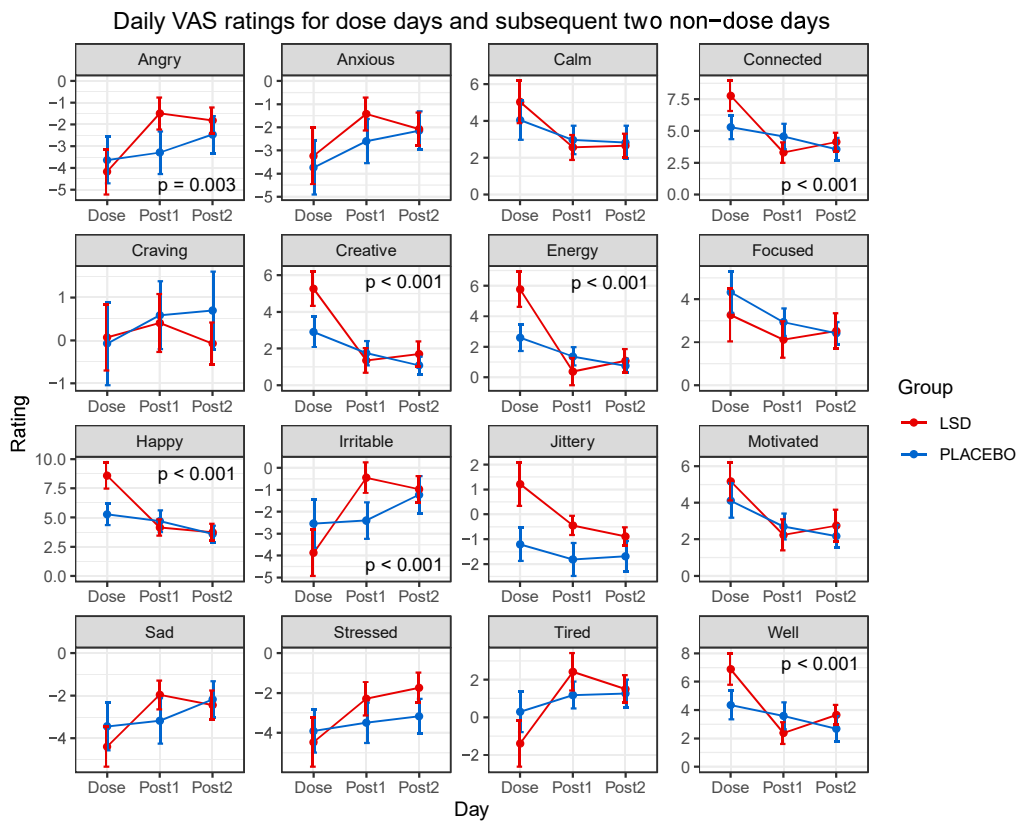 Daily VAS ratings for dose days and subsequent two non−dose days
Angry
Anxious
Calm
Connected
0
−1
−2
−3
−4
−5
p = 0.003
Dose Post1 Post2
0
−1
−2
−3
−4
−5
Dose Post1 Post2
6
4
2
0
Dose Post1 Post2
7.5
5.0
2.5
0.0
p < 0.001
Dose Post1 Post2
Craving
Creative
Energy
Focused
1
0
−1
Dose Post1 Post2
6
4
2
0
p < 0.001
Dose Post1 Post2
6
4
2
0
p < 0.001
Dose Post1 Post2
4
2
0
Dose Post1 Post2
Rating
Happy
Irritable
Jittery
Motivated
10.0
7.5
5.0
2.5
0.0
p < 0.001
Dose Post1 Post2
0
−1
−2
−3
−4
−5
p < 0.001
Dose Post1 Post2
2
1
0
−1
−2
Dose Post1 Post2
6
4
2
0
Dose Post1 Post2
Sad
Stressed
Tired
Well
0
−2
−4
Dose Post1 Post2
0
−2
−4
Dose Post1 Post2
2
0
−2
Dose Post1 Post2
8
6
4
2
0
p < 0.001
Dose Post1 Post2
Day
Group
LSD
PLACEBO